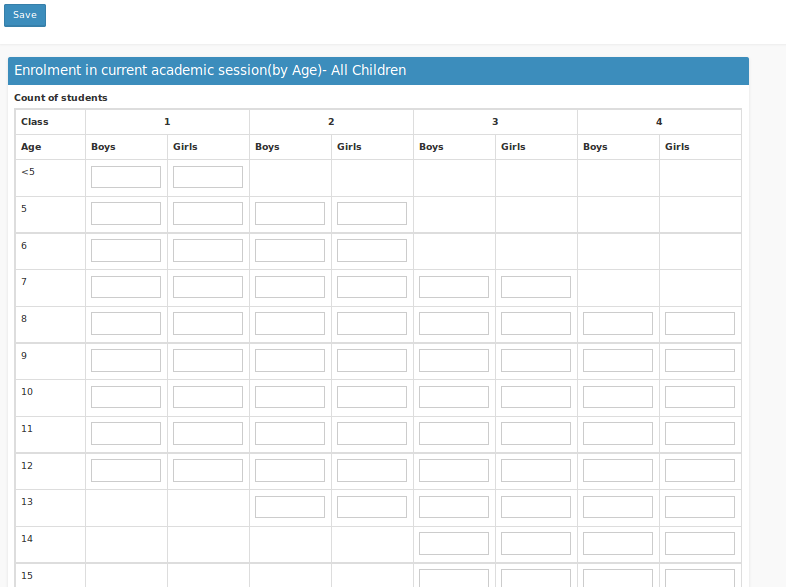 Save
Enrolment in current academic session(by Age)- All Children
Count of students
Class 1 2 3 4
Age Boys Girls Boys Girls Boys Girls Boys Girls
<5
5
6
7
8
9
10
11
12
13
14
15